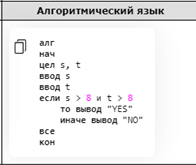 Алгоритмический язык
алг
нач
цел s, t
ввод s
ввод t
если s > 8 и t > 8
то вывод "YES"
иначе вывод "NO"
все
кон